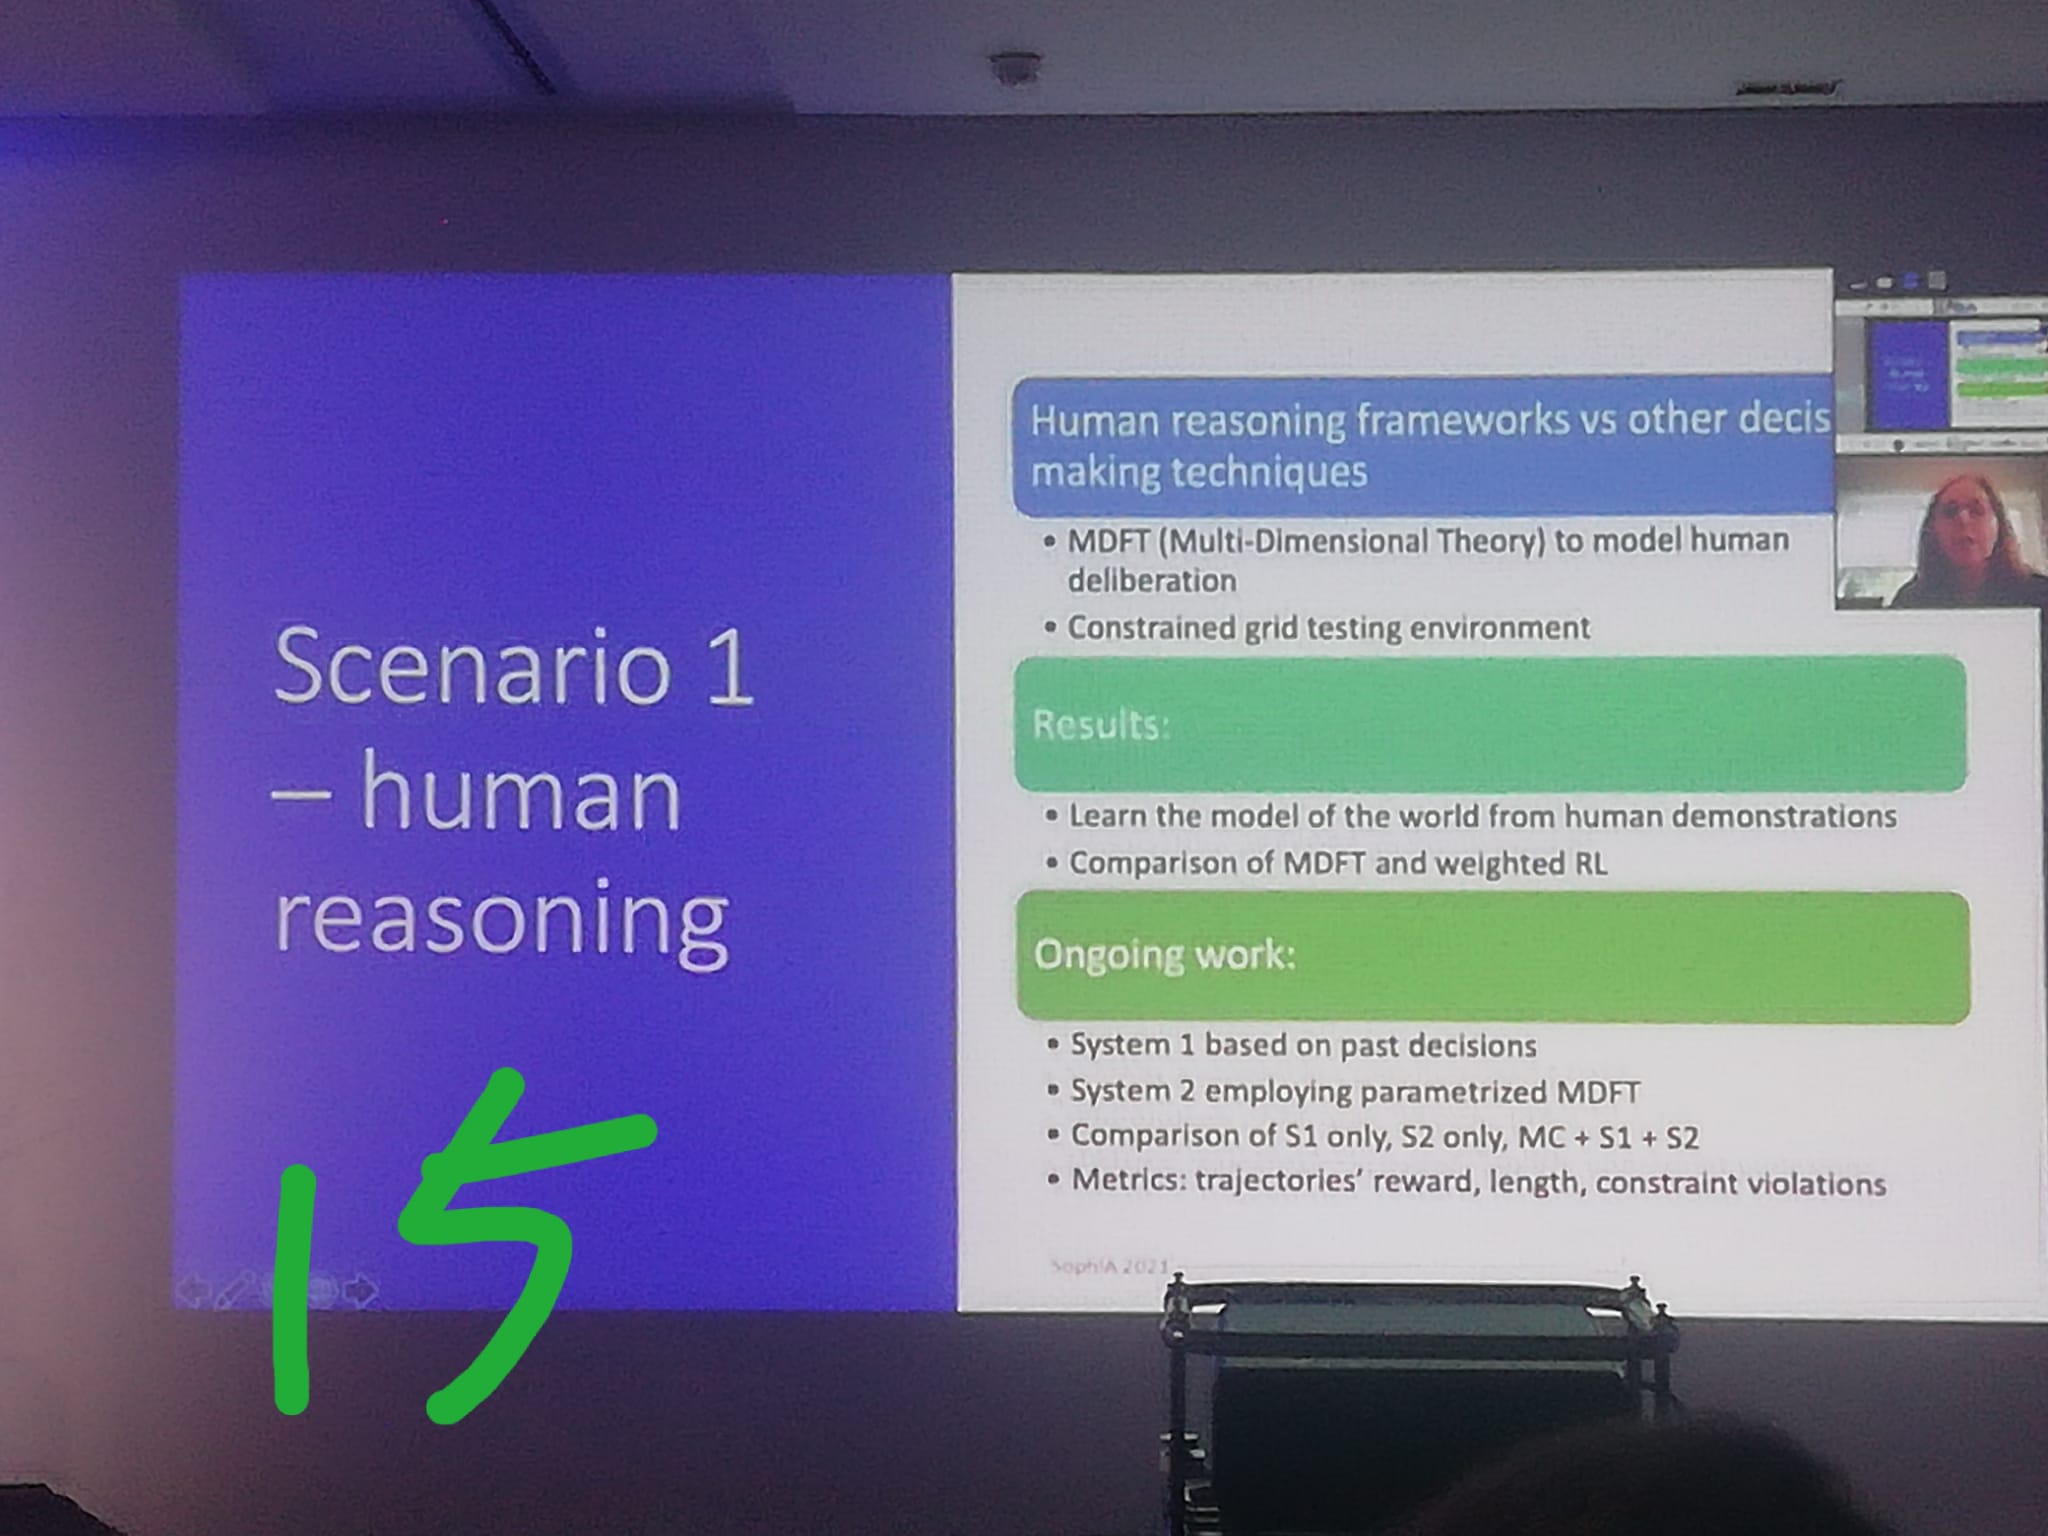 Scenario 1
– human
reasoning
15
Human reasoning frameworks vs other decis
making techniques
• MDFT (Multi-Dimensional Theory) to model human
deliberation
• Constrained grid testing environment
Results:
• Learn the model of the world from human demonstrations
• Comparison of MDFT and weighted RL
Ongoing work:
• System 1 based on past decisions
• System 2 employing parametrized MDFT
• Comparison of S1 only, S2 only, MC + S1 + S2
• Metrics: trajectories’ reward, length, constraint violations
SophIA 2021